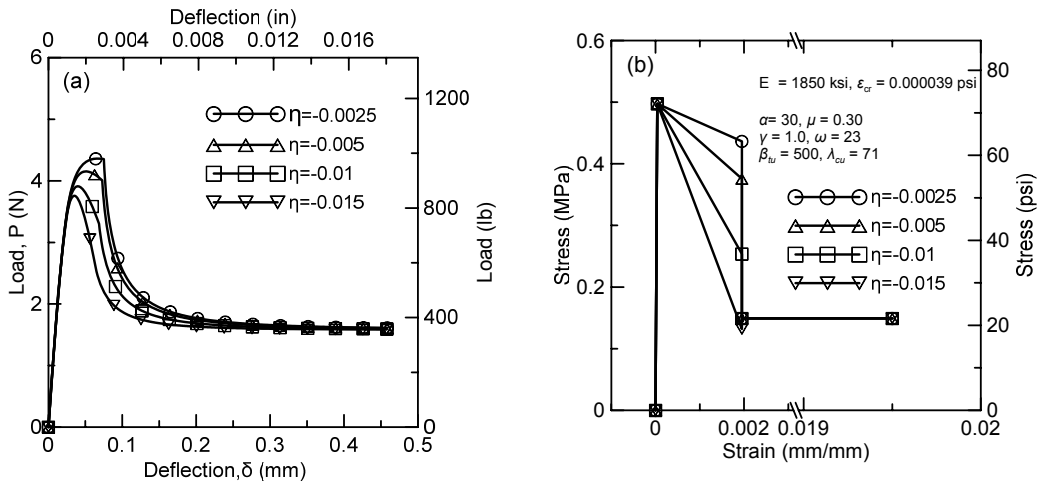 Deflection (in)
0 0.004 0.008 0.012 0.016
6
4
2
0
Load, P (N)
(a)
η=-0.0025
η=-0.005
η=-0.01
η=-0.015
1200
800
400
0
Load (lb)
0 0.1 0.2 0.3 0.4 0.5
Deflection,δ (mm)
0.6
0.4
0.2
0
Stress (MPa)
(b)
E = 1850 ksi, εcr = 0.000039 psi
α= 30, μ = 0.30
γ = 1.0, ω = 23
βtu = 500, λcu = 71
η=-0.0025
η=-0.005
η=-0.01
η=-0.015
80
60
40
20
0
Stress (psi)
0 0.002 0.019 0.02
Strain (mm/mm)